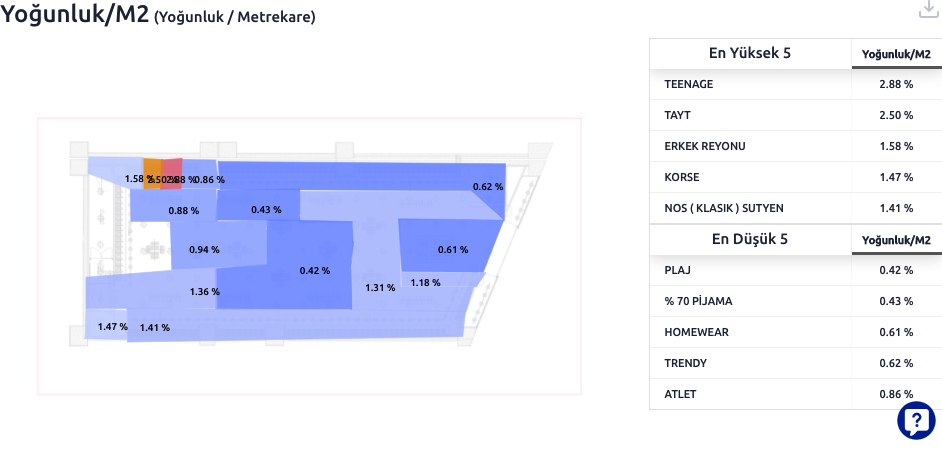 Yoğunluk/M2 (Yoğunluk / Metrekare)
En Yüksek 5 Yoğunluk/M2
TEENAGE 2.88 %
TAYT 2.50 %
ERKEK REYONU 1.58 %
KORSE 1.47 %
NOS ( KLASIK ) SUTYEN 1.41 %
En Düşük 5 Yoğunluk/M2
PLAJ 0.42 %
% 70 PİJAMA 0.43 %
HOMEWEAR 0.61 %
TRENDY 0.62 %
ATLET 0.86 %
1.58 % 2.50 % 2.88 % 0.86 %
0.62 %
0.88 % 0.43 %
0.94 % 0.61 %
0.42 %
1.36 % 1.31 % 1.18 %
1.47 % 1.41 %